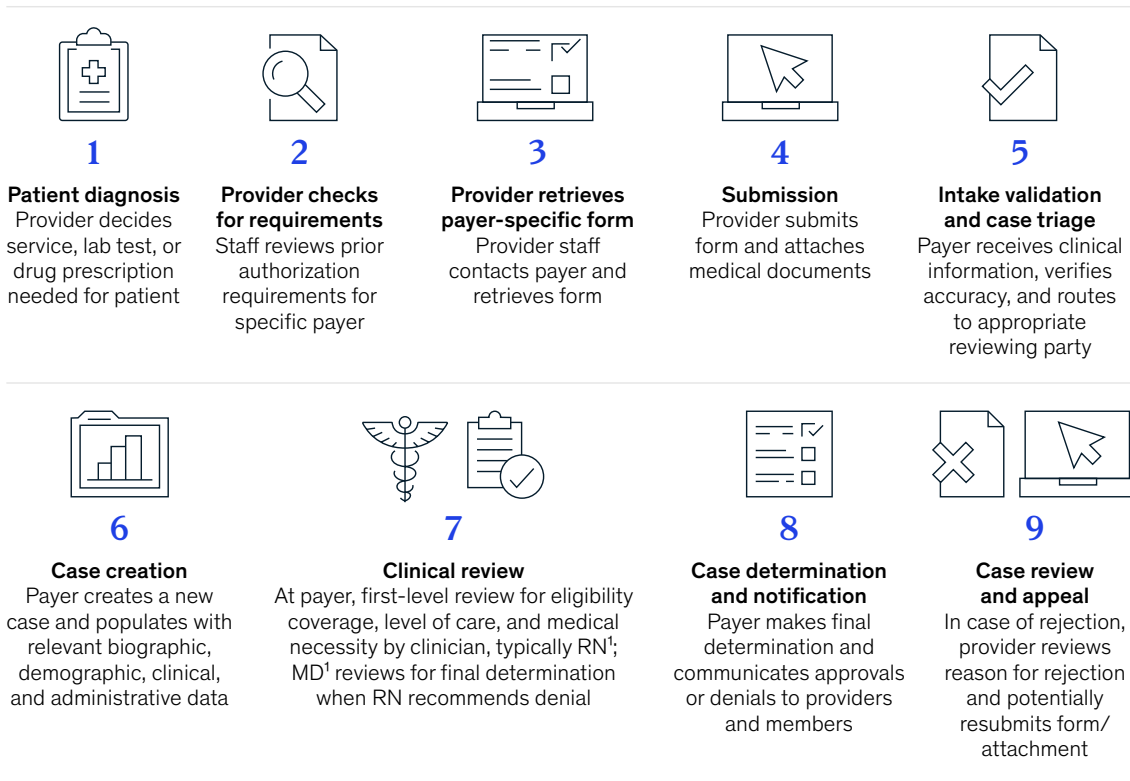 1
Patient diagnosis
Provider decides
service, lab test, or
drug prescription
needed for patient
2
Provider checks
for requirements
Staff reviews prior
authorization
requirements for
specific payer
3
Provider retrieves
payer-specific form
Provider staff
contacts payer and
retrieves form
4
Submission
Provider submits
form and attaches
medical documents
5
Intake validation
and case triage
Payer receives clinical
information, verifies
accuracy, and routes
to appropriate
reviewing party
6
Case creation
Payer creates a new
case and populates with
relevant biographic,
demographic, clinical,
and administrative data
7
Clinical review
At payer, first-level review for eligibility
coverage, level of care, and medical
necessity by clinician, typically RN¹;
MD¹ reviews for final determination
when RN recommends denial
8
Case determination
and notification
Payer makes final
determination and
communicates approvals
or denials to providers
and members
9
Case review
and appeal
In case of rejection,
provider reviews
reason for rejection
and potentially
resubmits form/
attachment